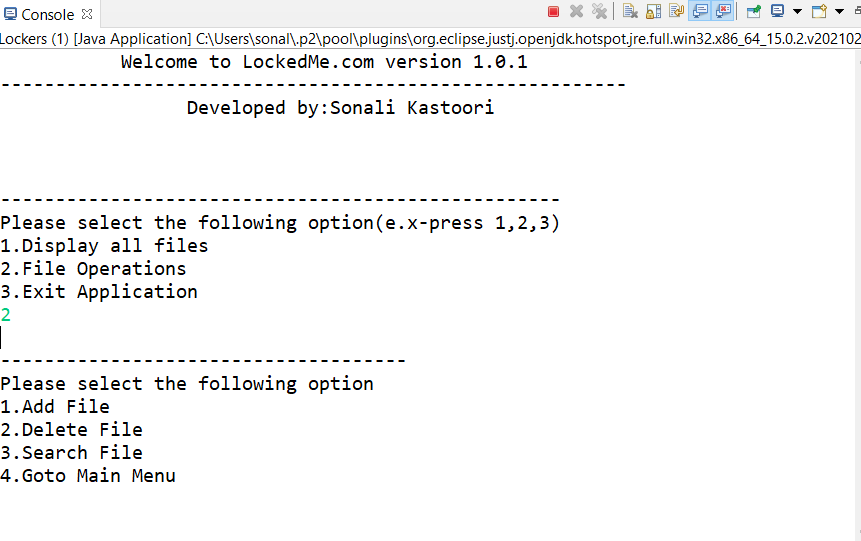 Console
Lockers (1) [Java Application] C:\Users\sonal\.p2\pool\plugins\org.eclipse.justj.openjdk.hotspot.jre.full.win32.x86_64_15.0.2.v202102
Welcome to LockedMe.com version 1.0.1
---------------------------------------------------------
Developed by:Sonali Kastoori
---------------------------------------------------
Please select the following option(e.x-press 1,2,3)
1.Display all files
2.File Operations
3.Exit Application
2
-------------------------------------
Please select the following option
1.Add File
2.Delete File
3.Search File
4.Goto Main Menu